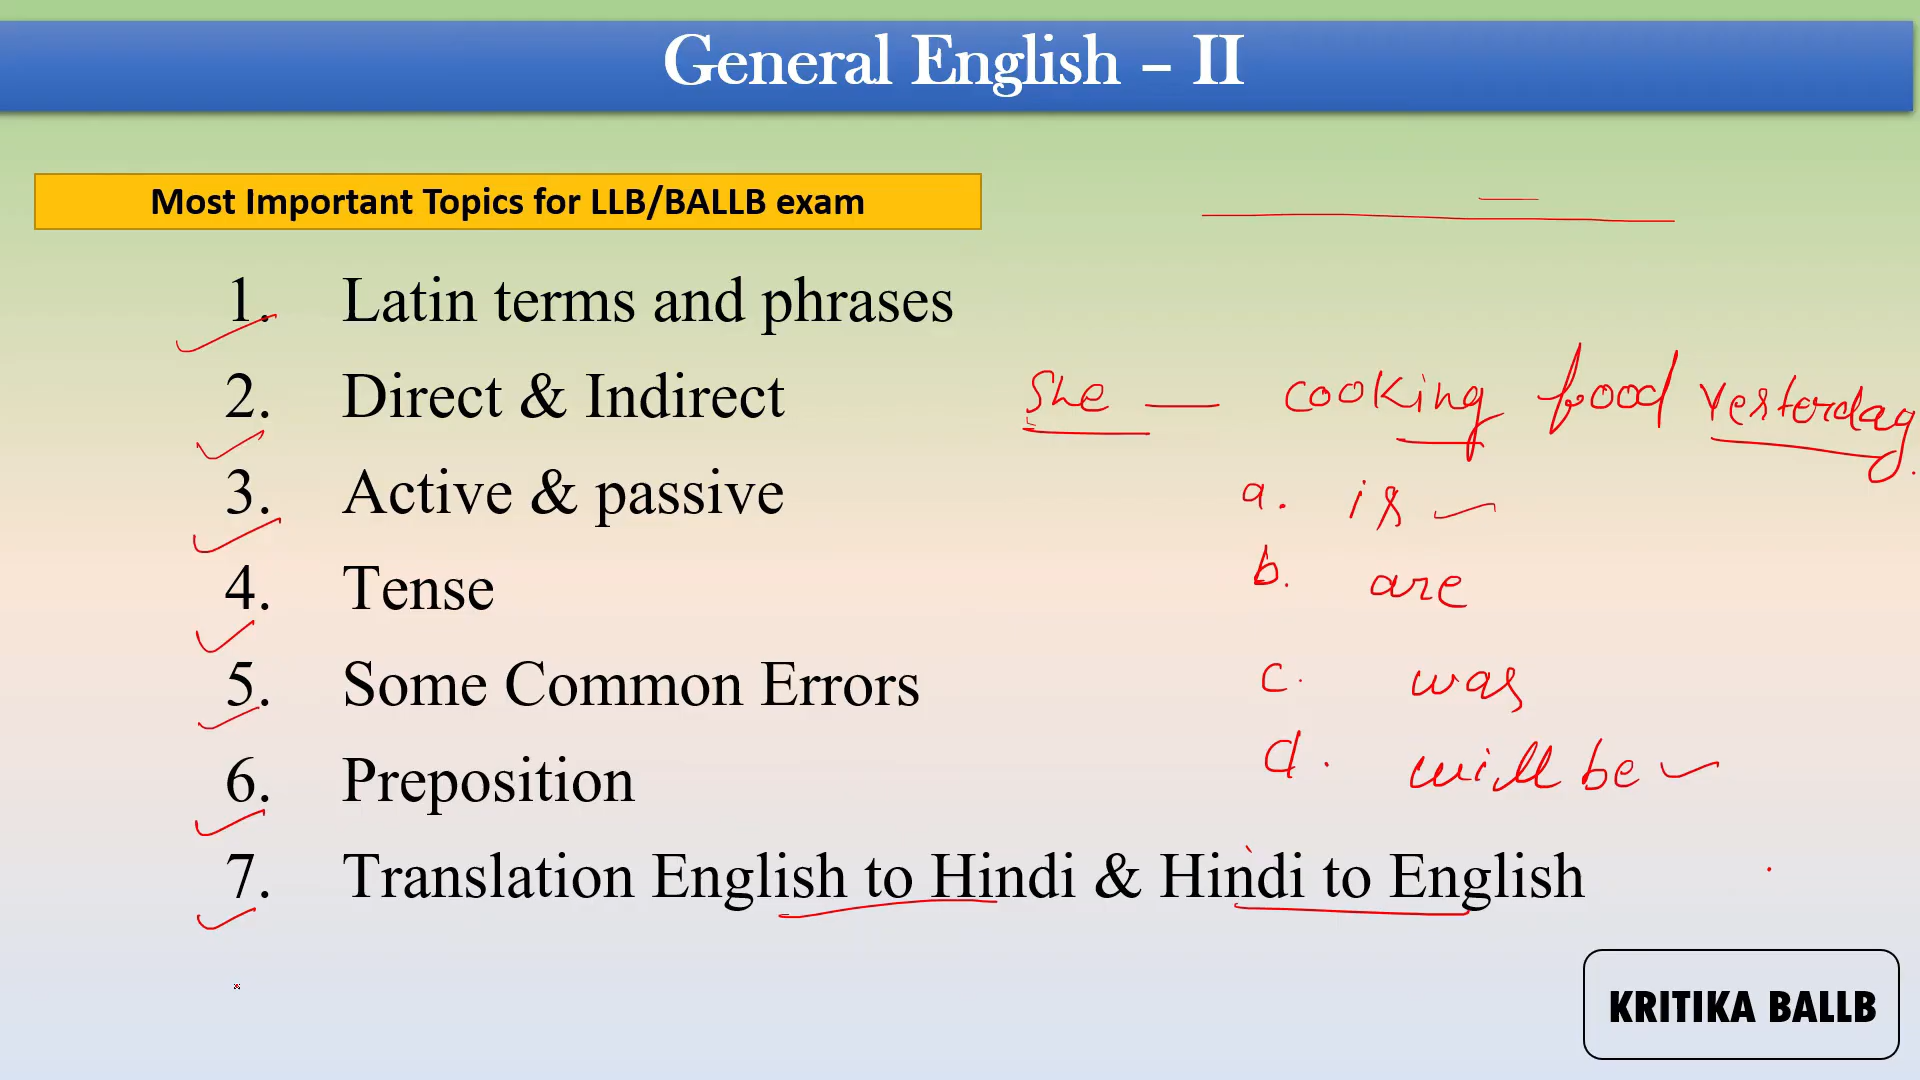 General English – II
Most Important Topics for LLB/BALLB exam
1. Latin terms and phrases
2. Direct & Indirect
3. Active & passive
4. Tense
5. Some Common Errors
6. Preposition
7. Translation English to Hindi & Hindi to English
She — cooking food yesterday.
a. is
b. are
c. was
d. will be
KRITIKA BALLB